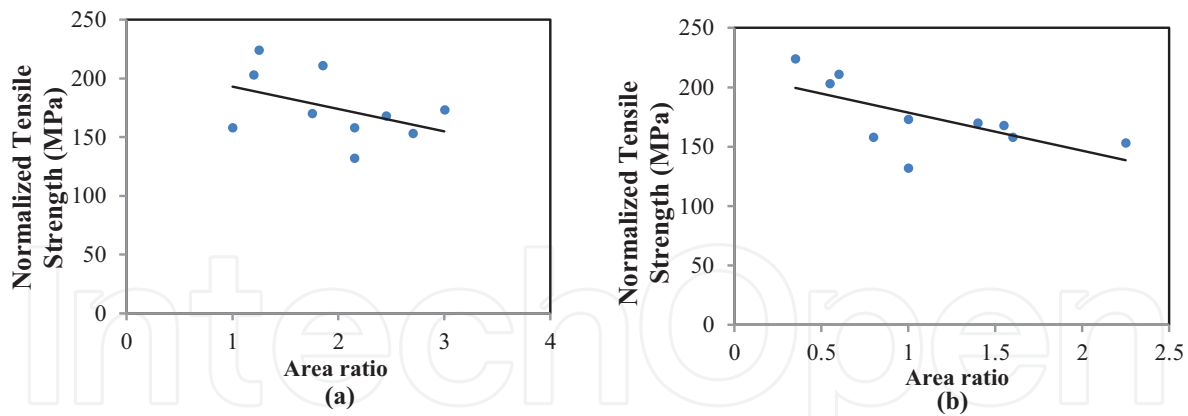 Normalized Tensile
Strength (MPa)
250
200
150
100
50
0
0 1 2 3 4
Area ratio
(a)
Normalized Tensile
Strength (MPa)
250
200
150
100
50
0
0 0.5 1 1.5 2 2.5
Area ratio
(b)
IntechOpen